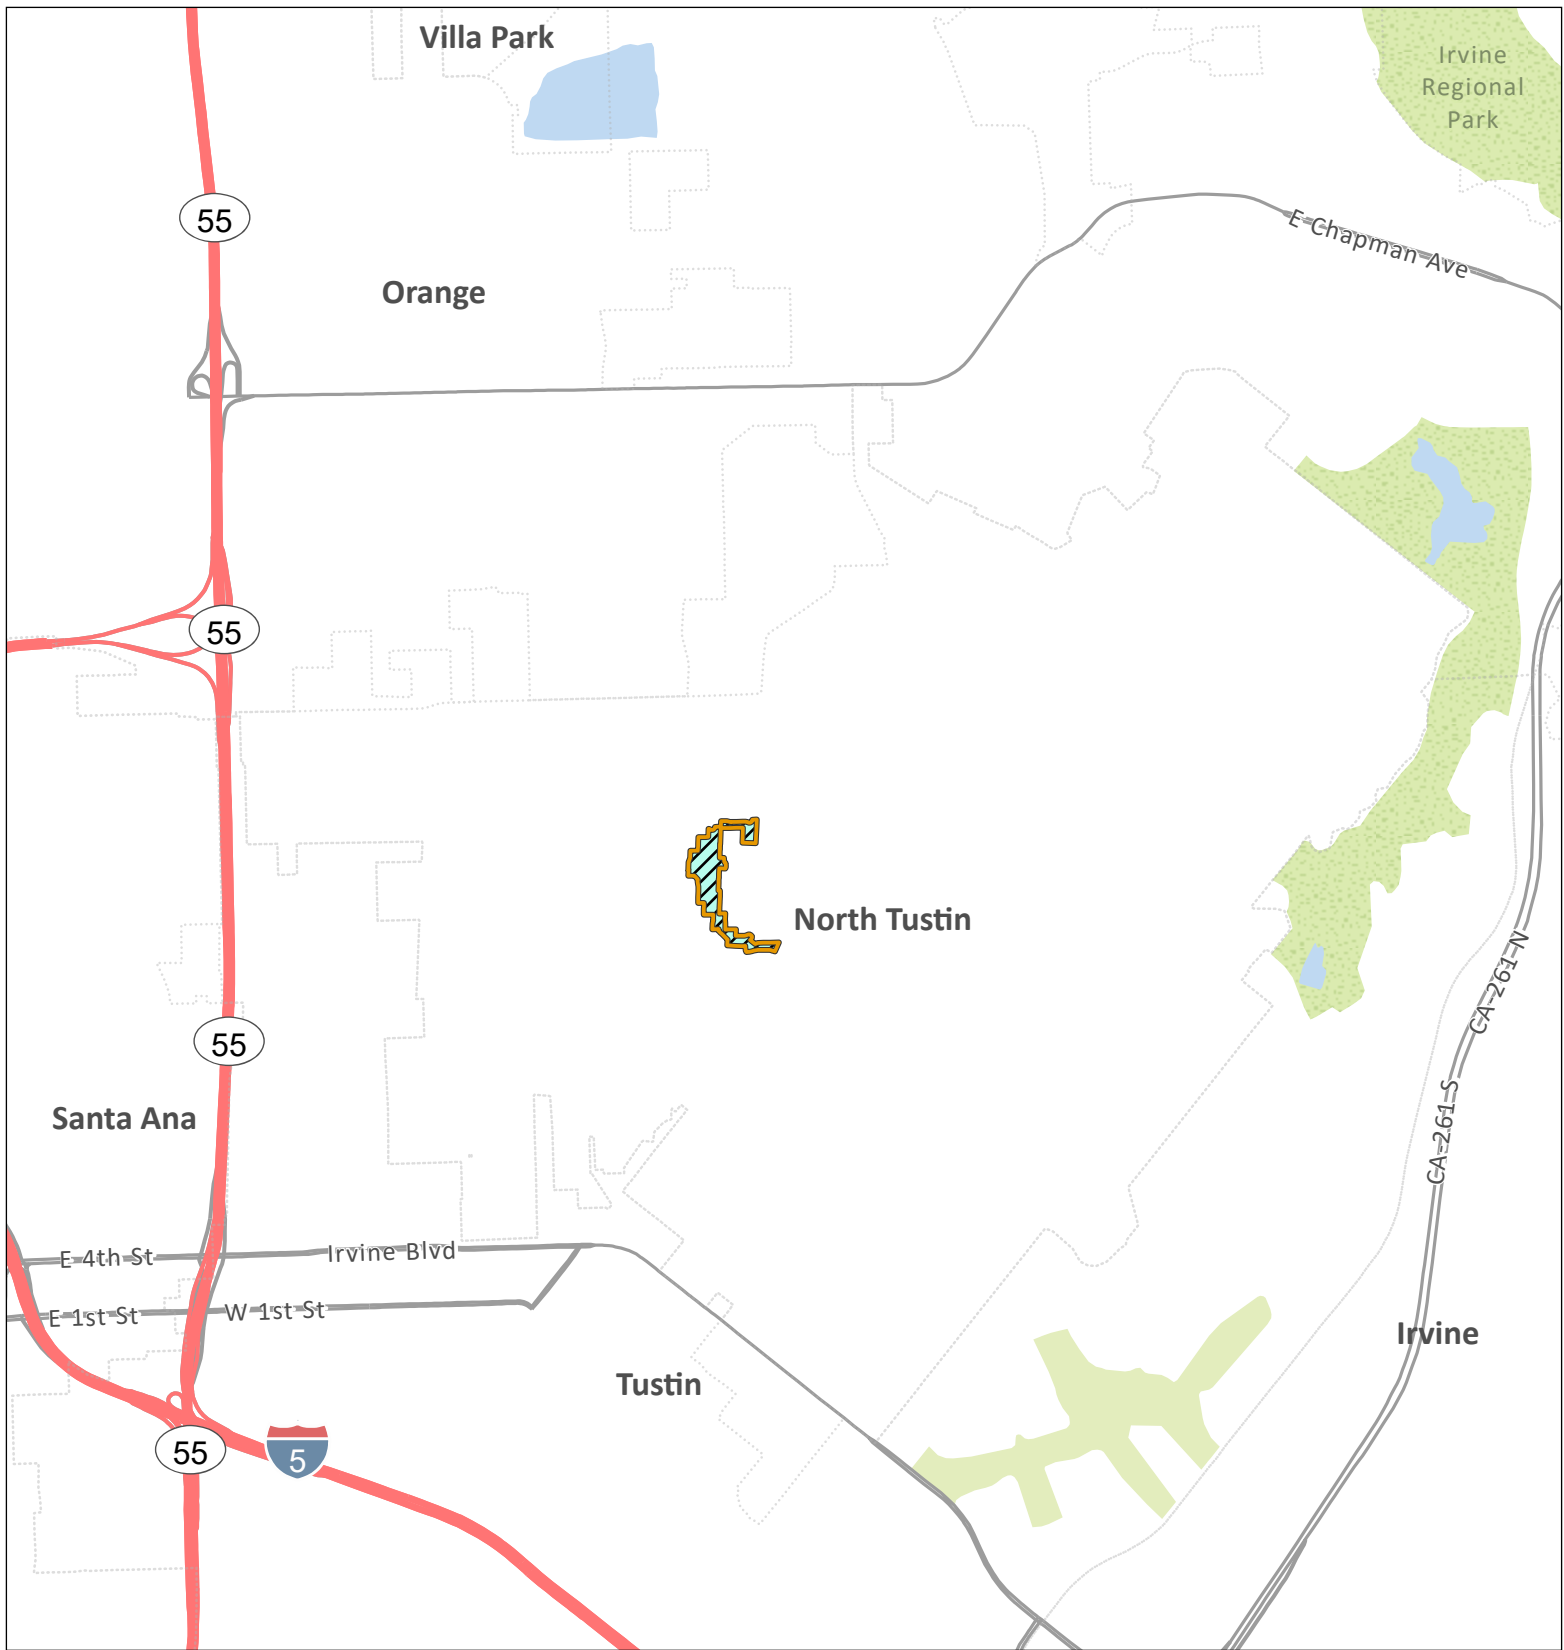 Villa Park
Irvine
Regional
Park
55
E Chapman Ave
Orange
55
North Tustin
CA-261 N
55
CA-261 S
Santa Ana
E 4th St
Irvine Blvd
E 1st St
W 1st St
Irvine
Tustin
55
5